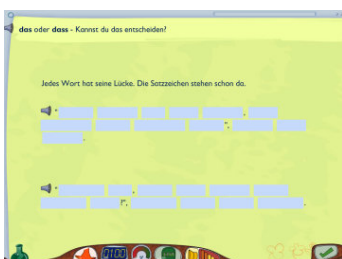 das oder dass - Kannst du das entscheiden?
Jedes Wort hat seine Lücke. Die Satzzeichen stehen schon da.
" , 
", 
.
" , 
!", .